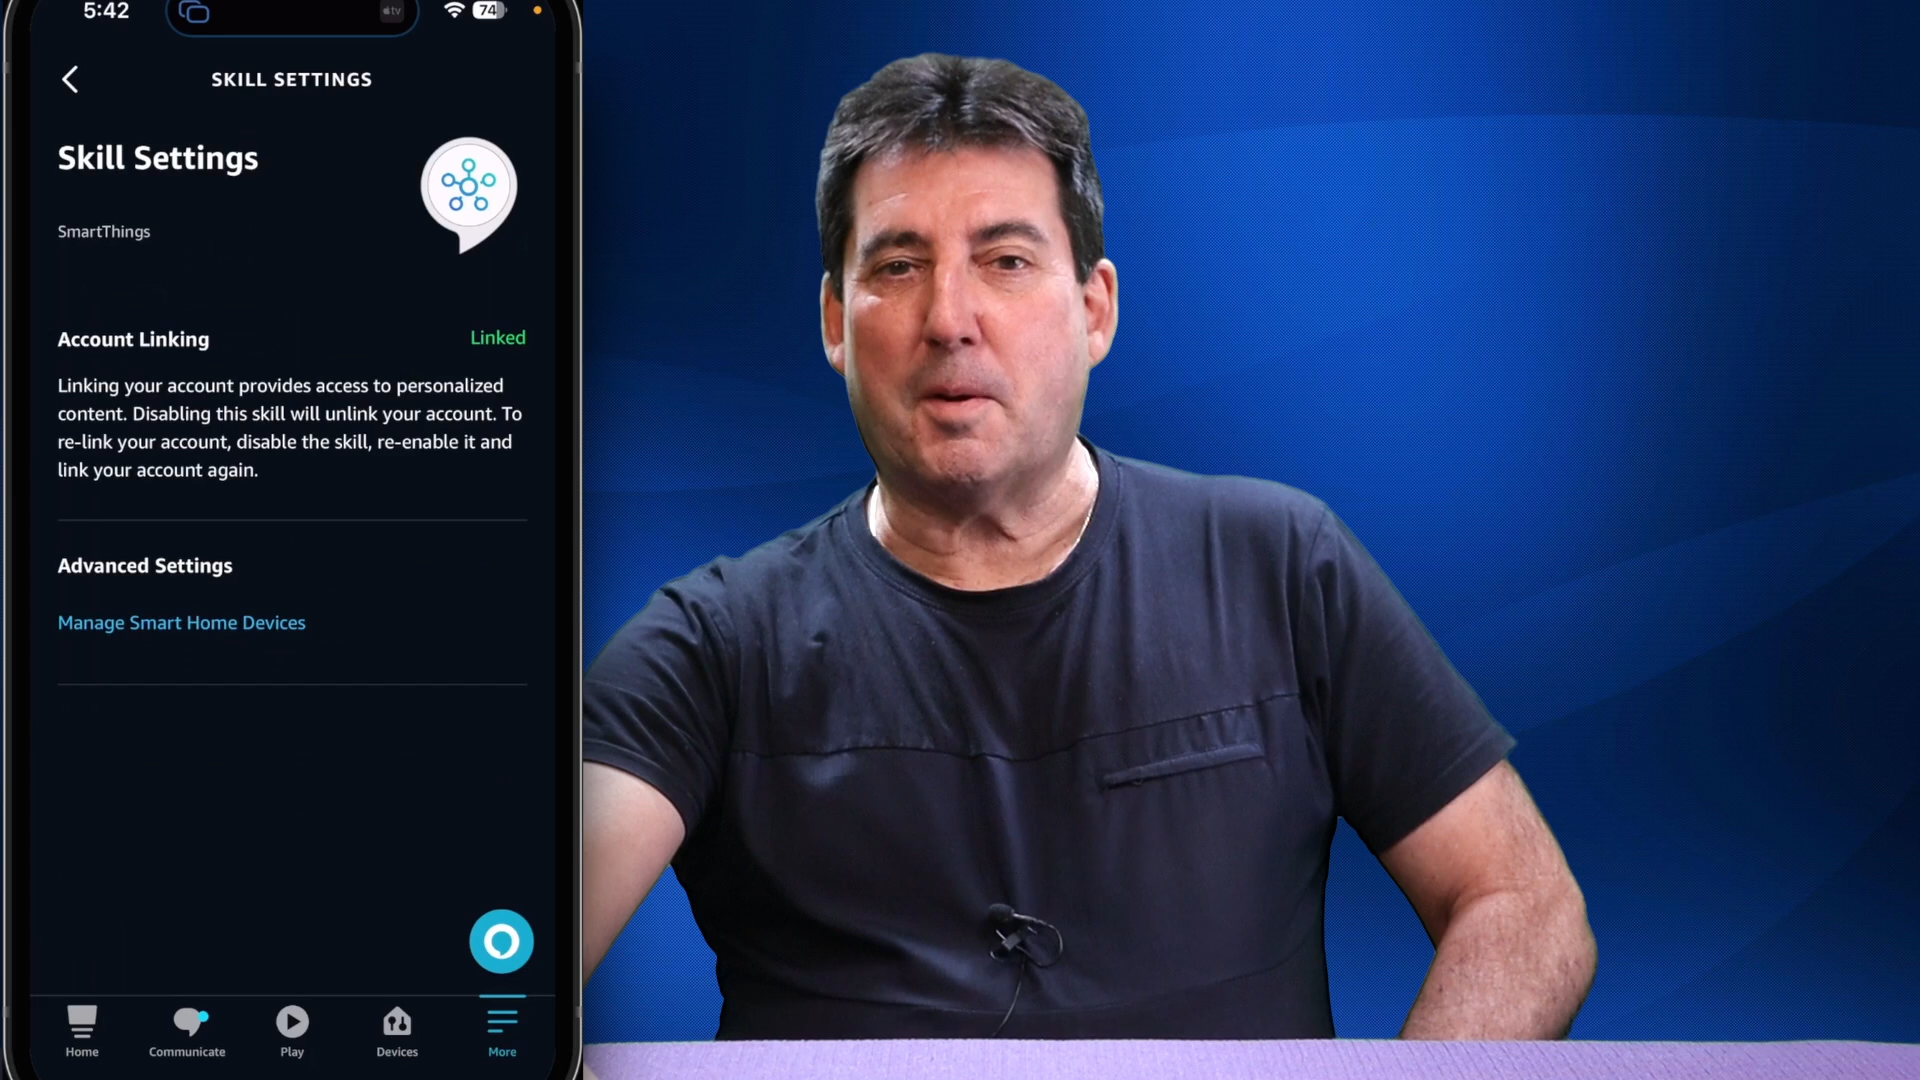 5:42
tv
74
SKILL SETTINGS
Skill Settings
SmartThings
Account Linking
Linked
Linking your account provides access to personalized
content. Disabling this skill will unlink your account. To
re-link your account, disable the skill, re-enable it and
link your account again.
Advanced Settings
Manage Smart Home Devices
Home
Communicate
Play
Devices
More